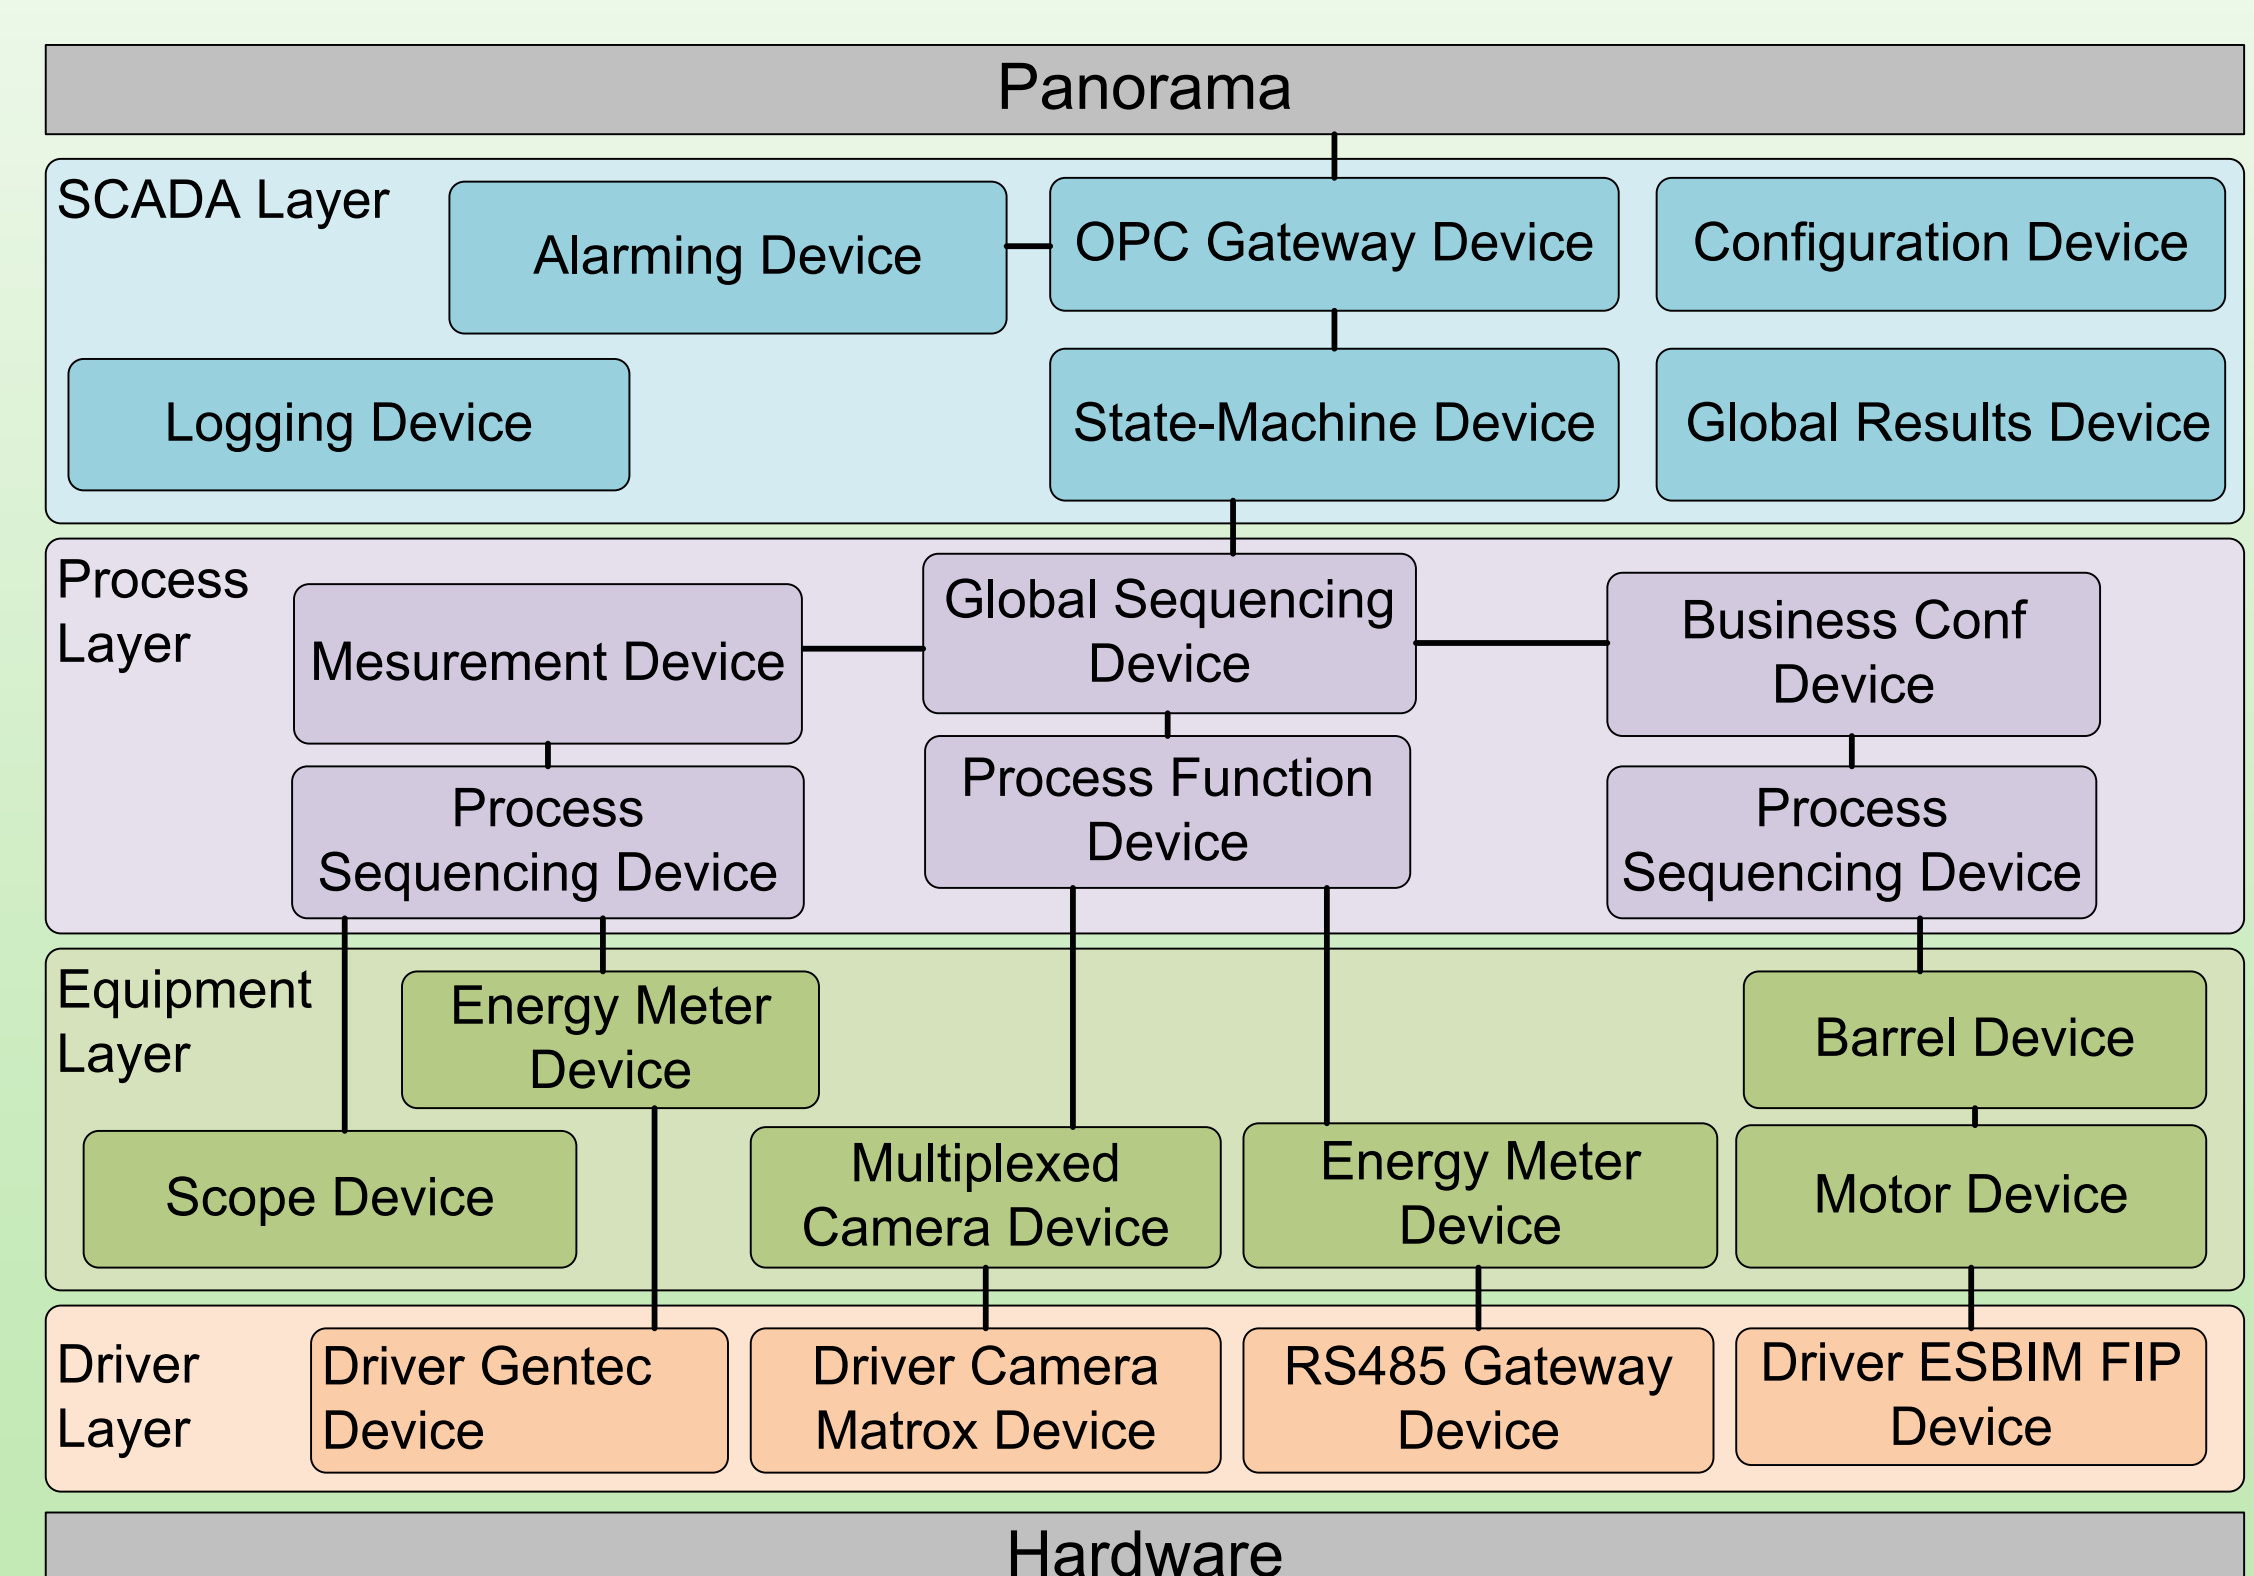 Panorama
SCADA Layer
Alarming Device
OPC Gateway Device
Configuration Device
Logging Device
State-Machine Device
Global Results Device
Process
Layer
Mesurement Device
Global Sequencing
Device
Business Conf
Device
Process
Sequencing Device
Process Function
Device
Process
Sequencing Device
Equipment
Layer
Energy Meter
Device
Barrel Device
Scope Device
Multiplexed
Camera Device
Energy Meter
Device
Motor Device
Driver
Layer
Driver Gentec
Device
Driver Camera
Matrox Device
RS485 Gateway
Device
Driver ESBIM FIP
Device
Hardware